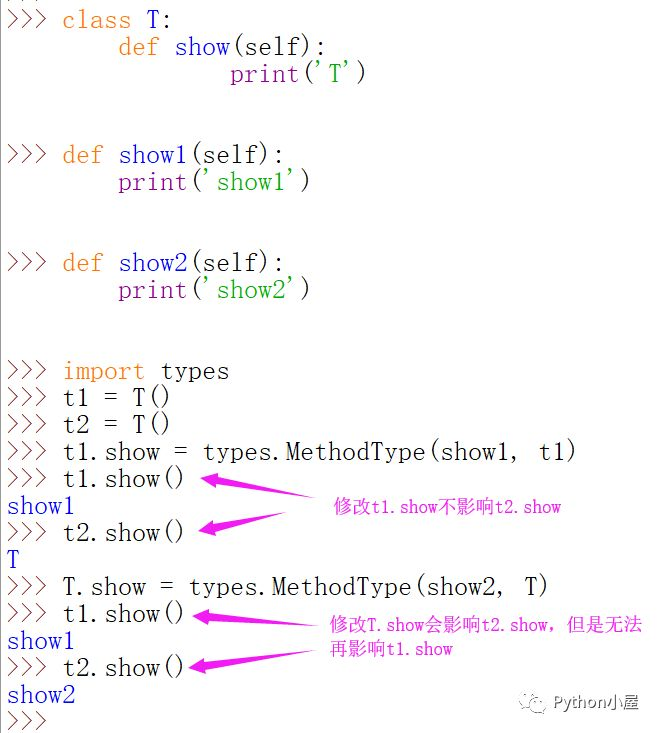 >>> class T:
        def show(self):
                print('T')
>>> def show1(self):
        print('show1')
>>> def show2(self):
        print('show2')
>>> import types
>>> t1 = T()
>>> t2 = T()
>>> t1.show = types.MethodType(show1, t1)
>>> t1.show()
修改t1.show不影响t2.show
show1
>>> t2.show()
T
>>> T.show = types.MethodType(show2, T)
>>> t1.show()
修改T.show会影响t2.show，但是无法
再影响t1.show
show1
>>> t2.show()
show2
>>>
Python小屋